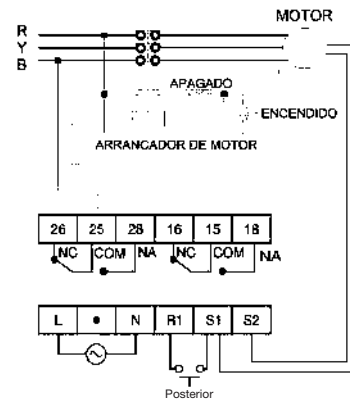 MOTOR
R
Y
B
APAGADO
ENCENDIDO
ARRANCADOR DE MOTOR
26 25 28 16 15 18
NC COM NA NC COM NA
L • N R1 S1 S2
Posterior